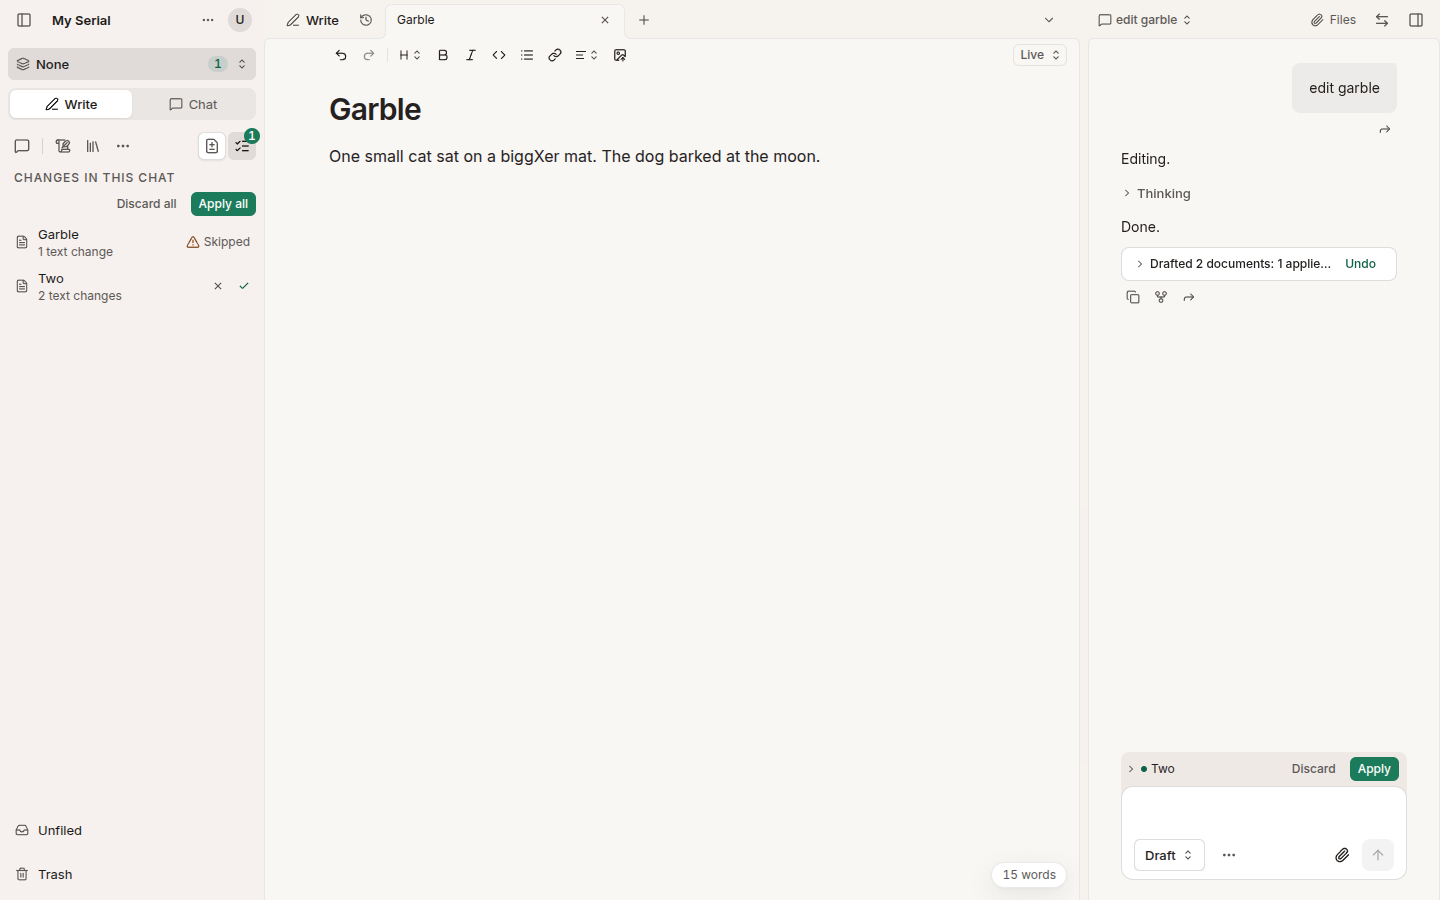 My Serial
U
Write
Garble
edit garble
Files
None
1
H
B
Live
Write
Chat
1
CHANGES IN THIS CHAT
Discard all
Apply all
Garble
1 text change
Skipped
Two
2 text changes
Unfiled
Trash
Garble
One small cat sat on a biggXer mat. The dog barked at the moon.
15 words
edit garble
Editing.
Thinking
Done.
Drafted 2 documents: 1 applie...
Undo
Two
Discard
Apply
Draft